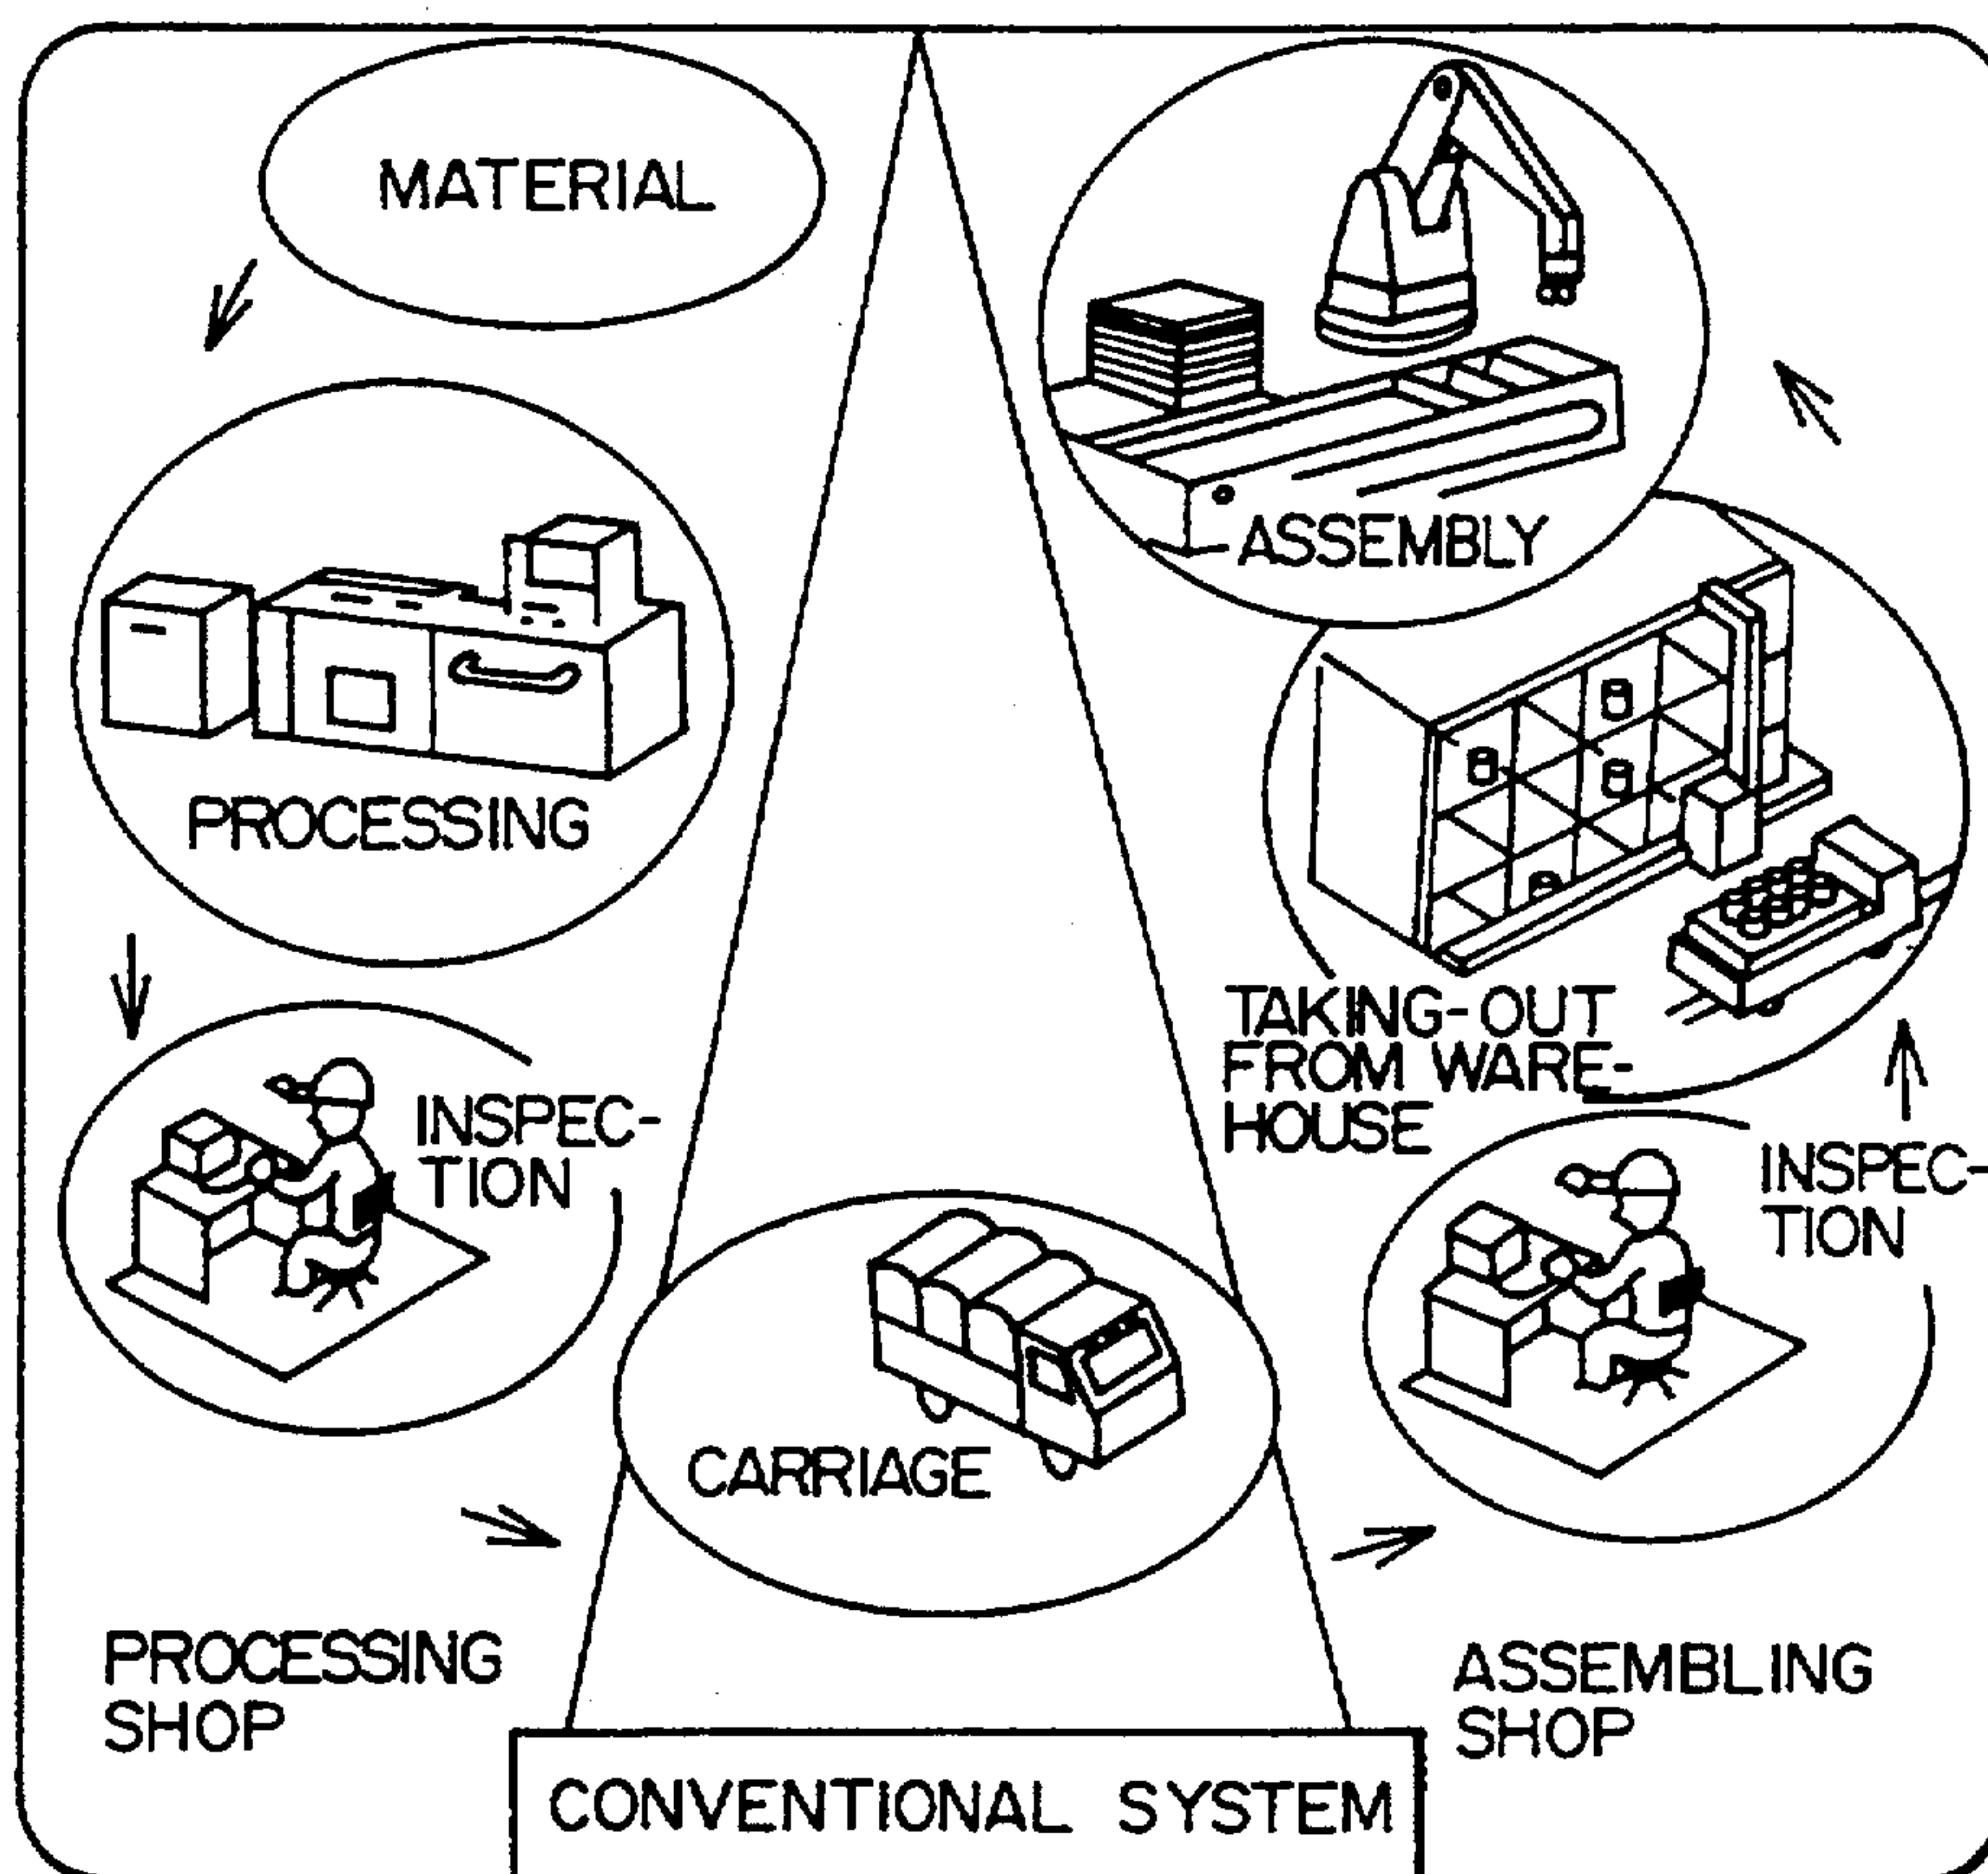 MATERIAL
PROCESSING
INSPEC-
TION
CARRIAGE
INSPEC-
TION
TAKING-OUT
FROM WARE-
HOUSE
ASSEMBLY
PROCESSING
SHOP
ASSEMBLING
SHOP
CONVENTIONAL SYSTEM